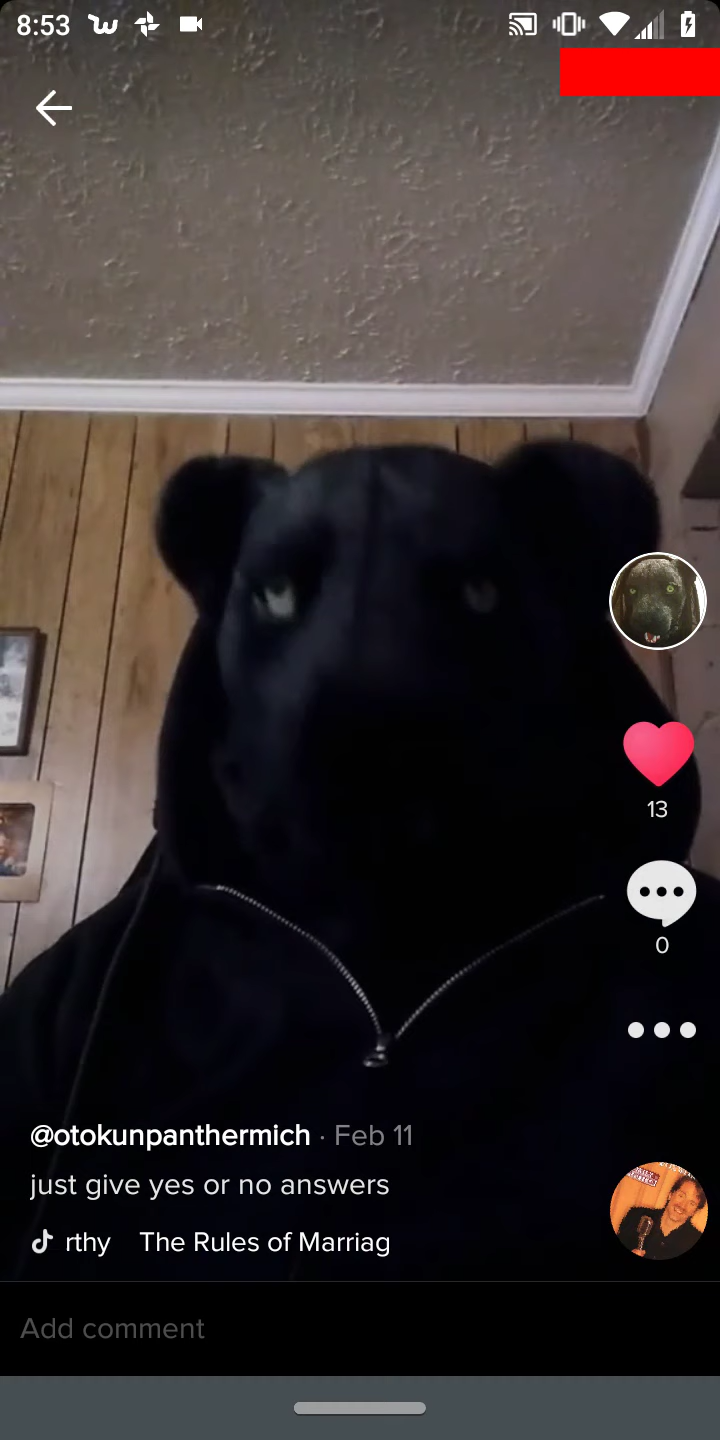 8:53
13
0
@otokunpanthermich · Feb 11
just give yes or no answers
rthy The Rules of Marriag
Add comment